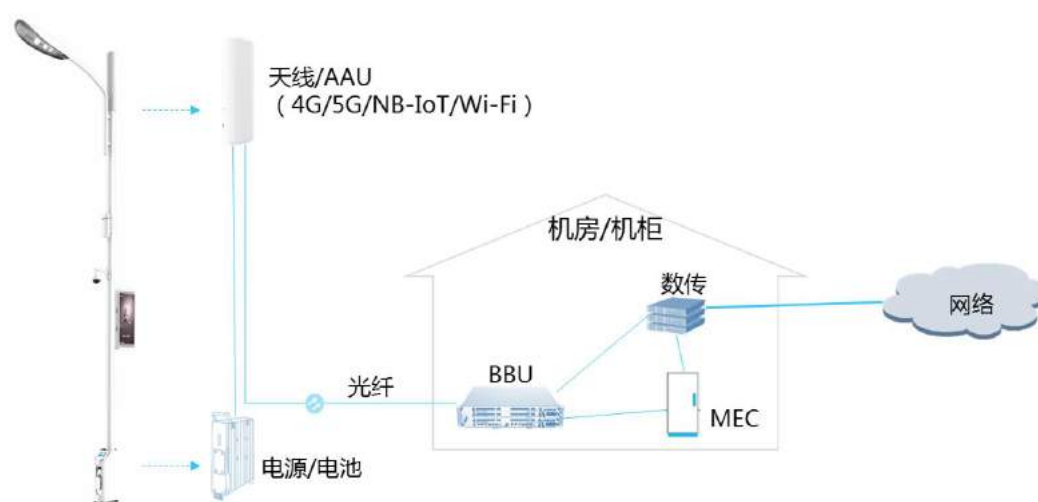 天线/AAU
（4G/5G/NB-IoT/Wi-Fi）
机房/机柜
数传
网络
BBU
光纤
MEC
电源/电池